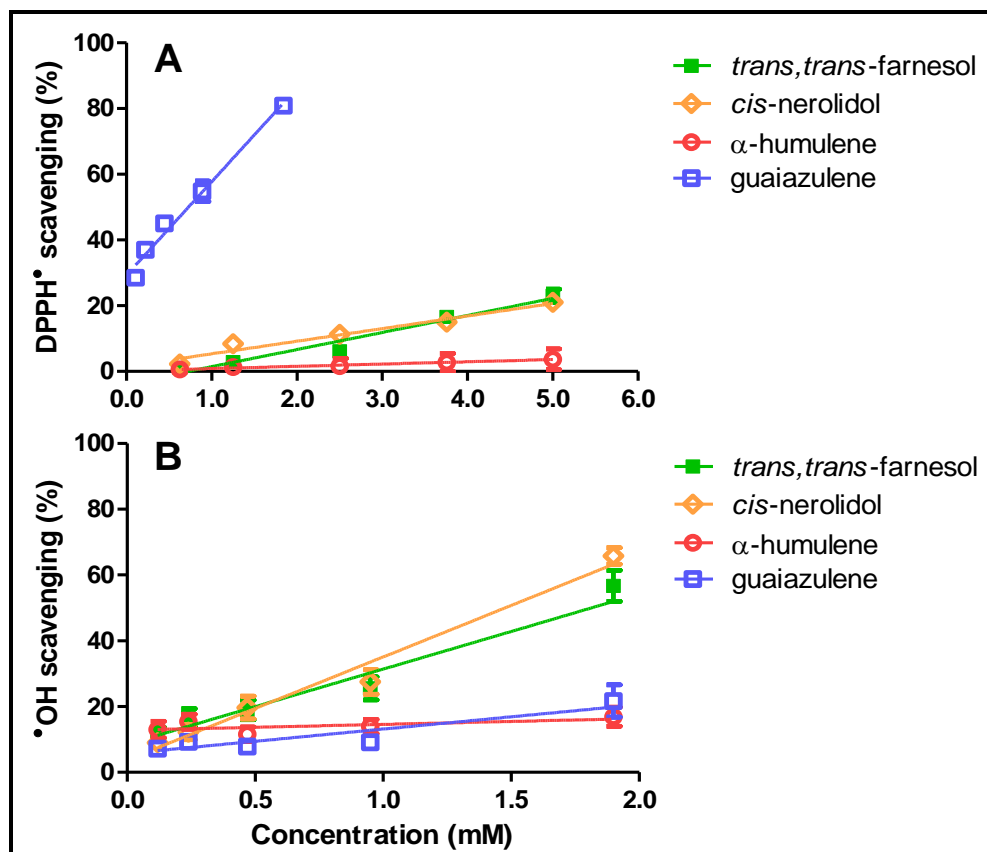 A
DPPH• scavenging (%)
100
80
60
40
20
0
0.0 1.0 2.0 3.0 4.0 5.0 6.0
trans,trans-farnesol
cis-nerolidol
α-humulene
guaiazulene
B
•OH scavenging (%)
100
80
60
40
20
0
0.0 0.5 1.0 1.5 2.0
Concentration (mM)
trans,trans-farnesol
cis-nerolidol
α-humulene
guaiazulene